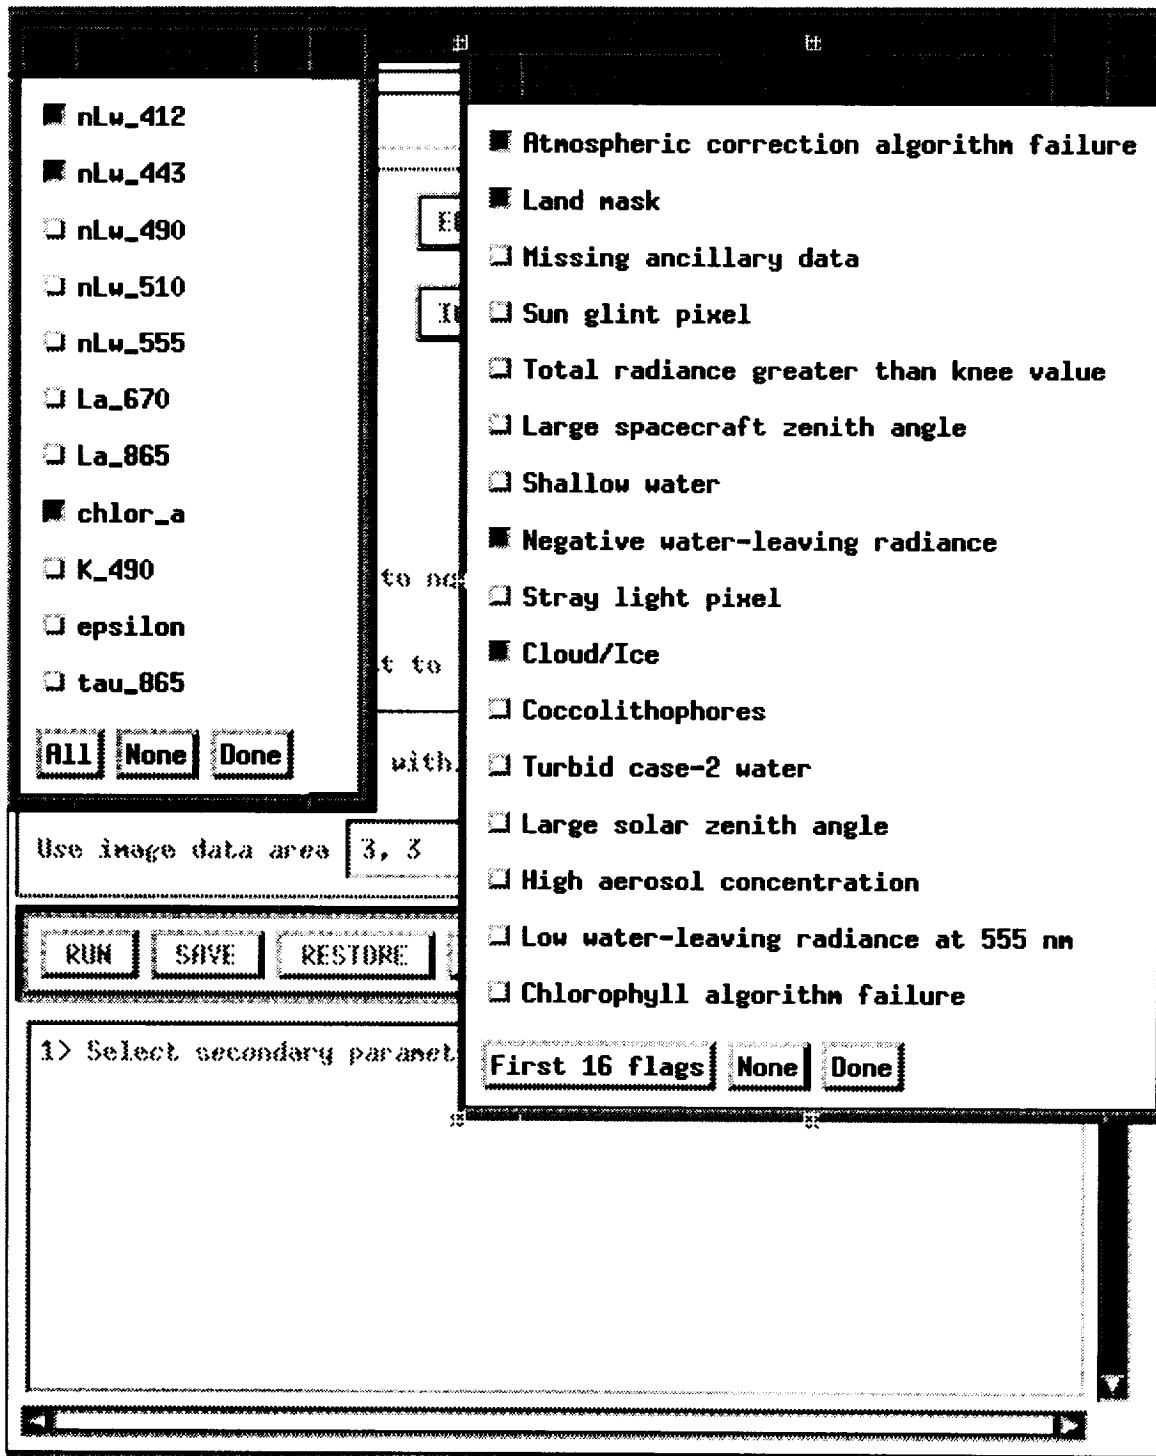 nLw_412
nLw_443
nLw_490
nLw_510
nLw_555
La_670
La_865
chlor_a
K_490
epsilon
tau_865
All None Done
Atmospheric correction algorithm failure
Land mask
Missing ancillary data
Sun glint pixel
Total radiance greater than knee value
Large spacecraft zenith angle
Shallow water
Negative water-leaving radiance
Stray light pixel
Cloud/Ice
Coccolithophores
Turbid case-2 water
Large solar zenith angle
High aerosol concentration
Low water-leaving radiance at 555 nm
Chlorophyll algorithm failure
First 16 flags None Done
to
to
with
Use image data area 3, 3
RUN SAVE RESTORE
1> Select secondary paramet